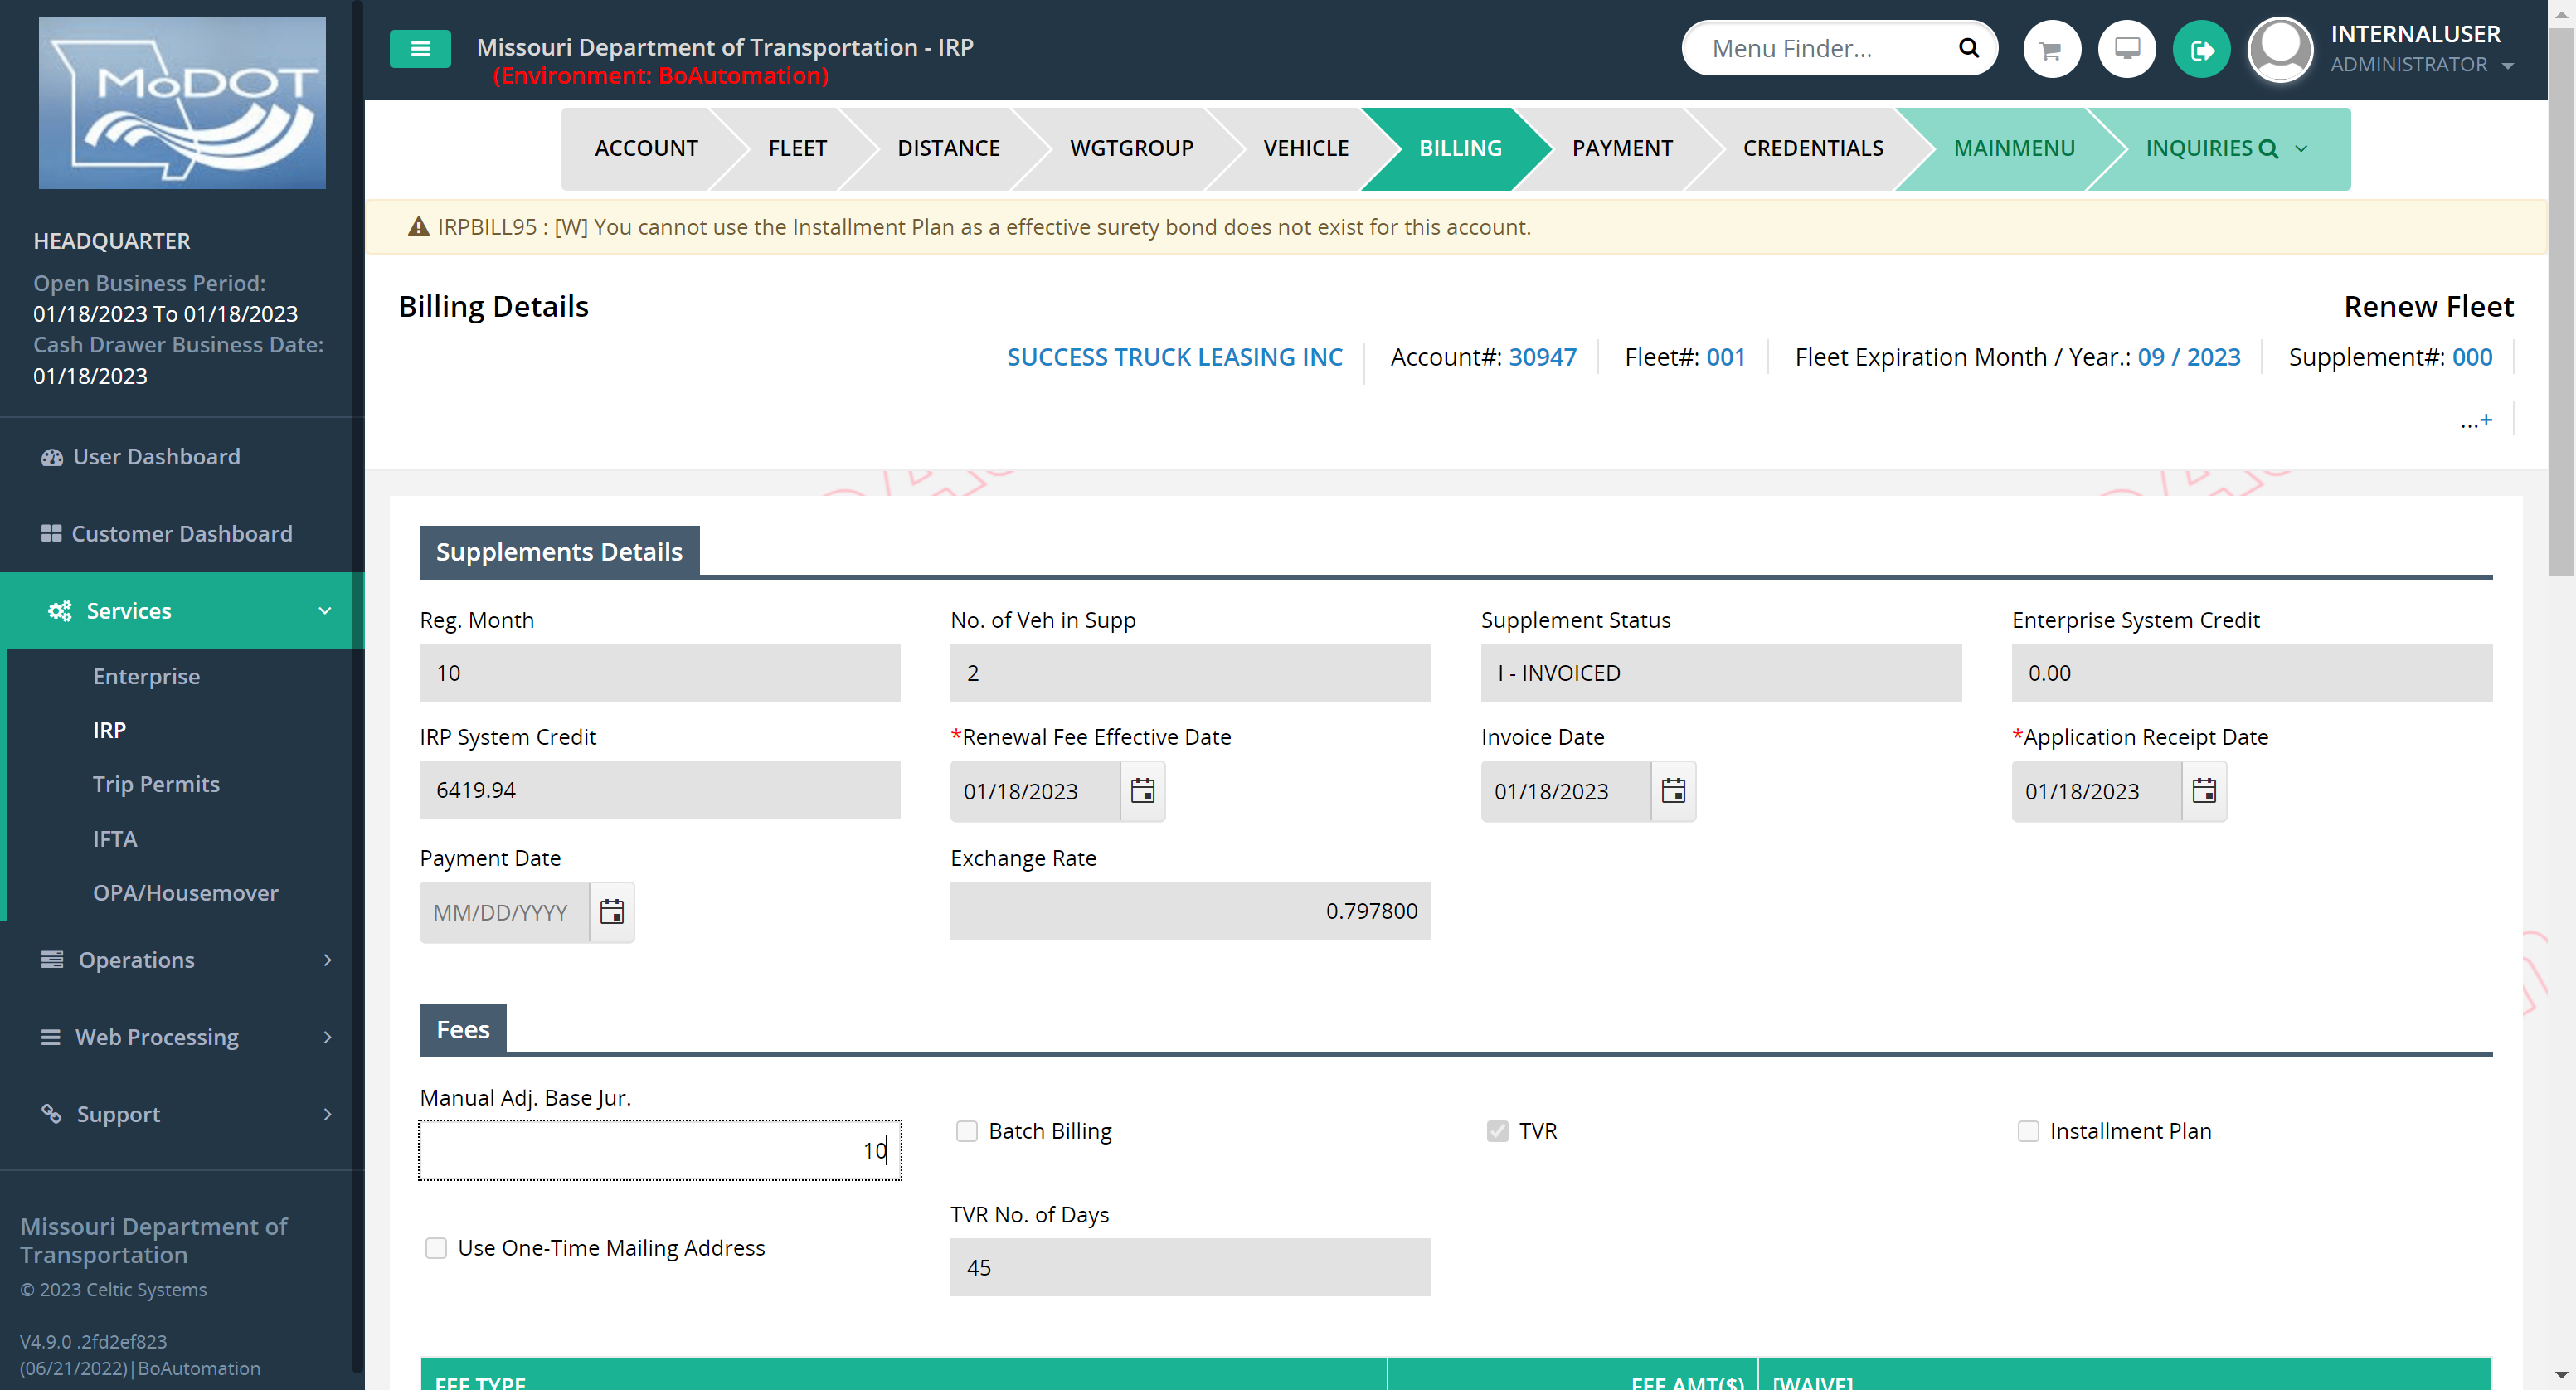 MoDOT
Missouri Department of Transportation - IRP
(Environment: BoAutomation)
Menu Finder...
INTERNALUSER
ADMINISTRATOR
ACCOUNT
FLEET
DISTANCE
WGTGROUP
VEHICLE
BILLING
PAYMENT
CREDENTIALS
MAINMENU
INQUIRIES
IRPBILL95 : [W] You cannot use the Installment Plan as a effective surety bond does not exist for this account.
HEADQUARTER
Open Business Period:
01/18/2023 To 01/18/2023
Cash Drawer Business Date:
01/18/2023
User Dashboard
Customer Dashboard
Services
Enterprise
IRP
Trip Permits
IFTA
OPA/Housemover
Operations
Web Processing
Support
Missouri Department of
Transportation
© 2023 Celtic Systems
V4.9.0 .2fd2ef823
(06/21/2022)|BoAutomation
Billing Details
Renew Fleet
SUCCESS TRUCK LEASING INC
Account#: 30947
Fleet#: 001
Fleet Expiration Month / Year.: 09 / 2023
Supplement#: 000
...+
Supplements Details
Reg. Month
No. of Veh in Supp
Supplement Status
Enterprise System Credit
10
2
I - INVOICED
0.00
IRP System Credit
*Renewal Fee Effective Date
Invoice Date
*Application Receipt Date
6419.94
01/18/2023
01/18/2023
01/18/2023
Payment Date
Exchange Rate
MM/DD/YYYY
0.797800
Fees
Manual Adj. Base Jur.
10
Batch Billing
TVR
Installment Plan
Use One-Time Mailing Address
TVR No. of Days
45
FEE TYPE
FEE AMT($)
[WAIVE]